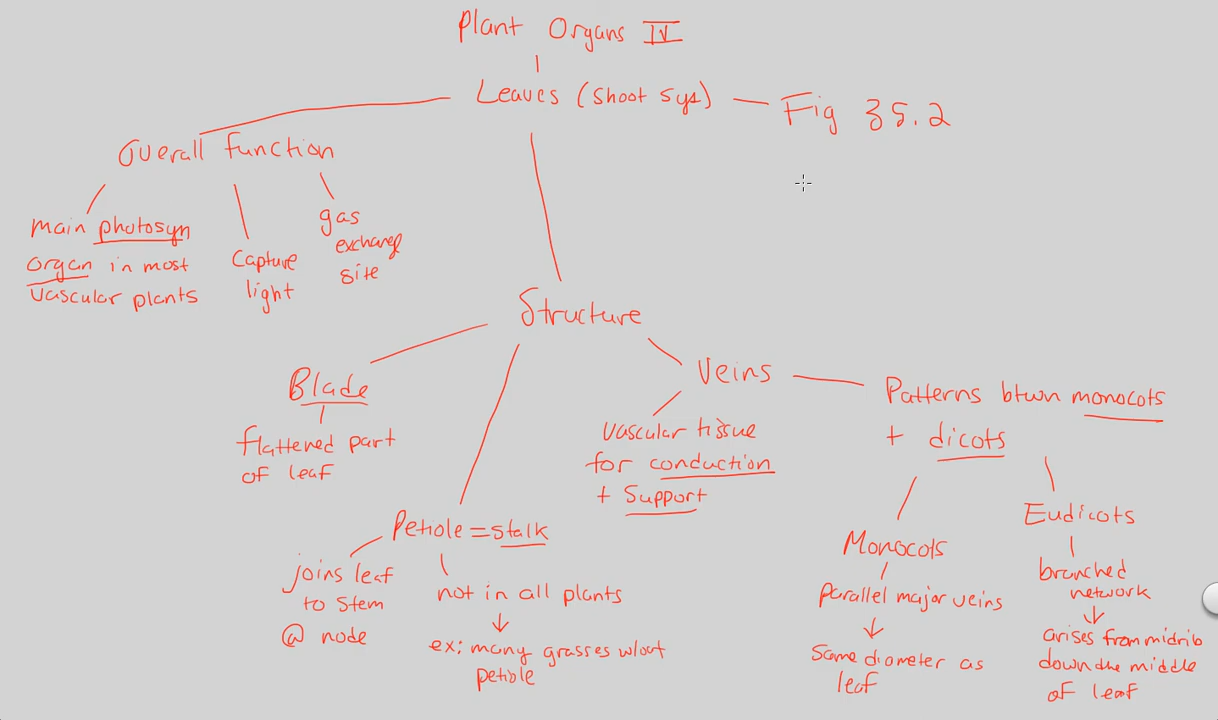 Plant Organs IV
Leaves (Shoot Sys)
Fig 35.2
Overall function
main photosyn
organ in most
vascular plants
Capture
light
gas
exchange
site
Structure
Blade
flattened part
of leaf
Petiole = stalk
joins leaf
to stem
@ node
not in all plants
↓
ex: many grasses w/out
petiole
Veins
Vascular tissue
for conduction
+ Support
Patterns btwn monocots
+ dicots
Monocots
Parallel major veins
↓
Same diameter as
leaf
Eudicots
branched
network
↓
arises from midrib
down the middle
of leaf